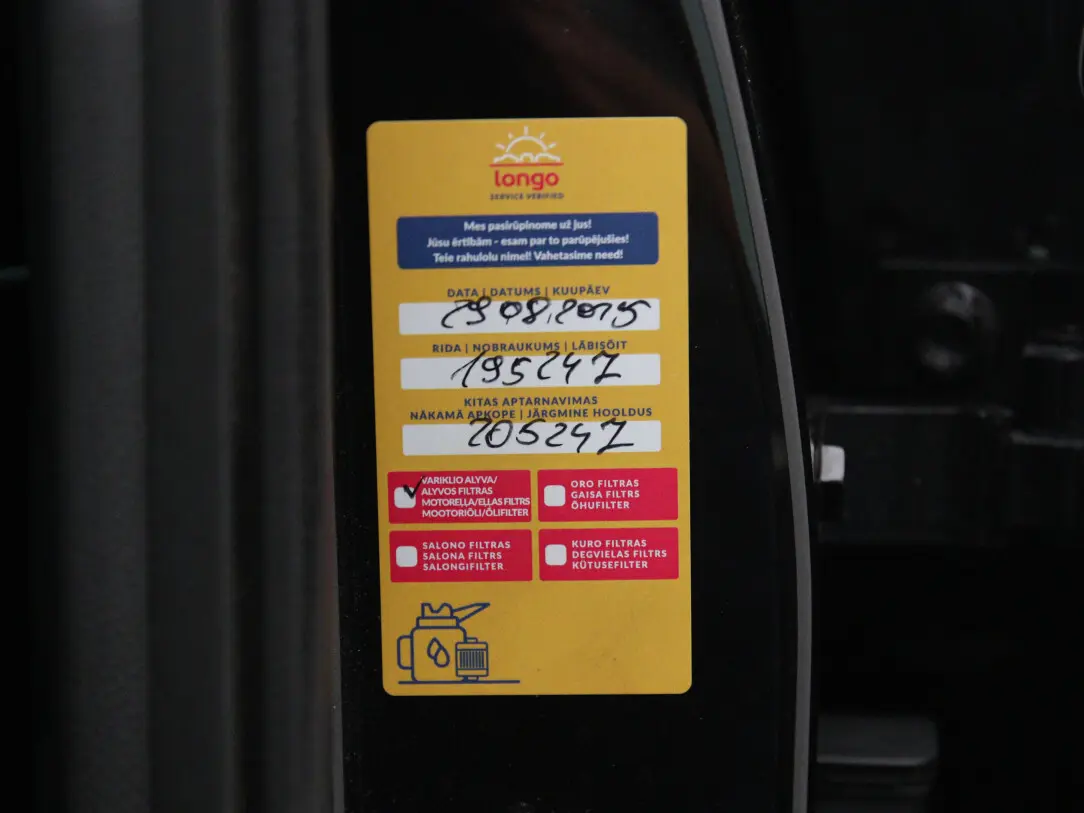 longo
SERVICE VERIFIED
Mes pasirūpinome už jus!
Jūsu ērtībām - esam par to parūpējušies!
Teie rahulolu nimel! Vahetasime need!
DATA | DATUMS | KUUPÄEV
29.08.2025
RIDA | NOBRAUKUMS | LÄBISÕIT
195247
KITAS APTARNAVIMAS
NĀKAMĀ APKOPE | JÄRGMINE HOOLDUS
205247
VARIKLIO ALYVA/
ALYVOS FILTRAS
MOTOREĻĻA/EĻĻAS FILTRS
MOOTORIÕLI/ÕLIFILTER
ORO FILTRAS
GAISA FILTRS
ÕHUFILTER
SALONO FILTRAS
SALONA FILTRS
SALONGIFILTER
KURO FILTRAS
DEGVIELAS FILTRS
KÜTUSEFILTER